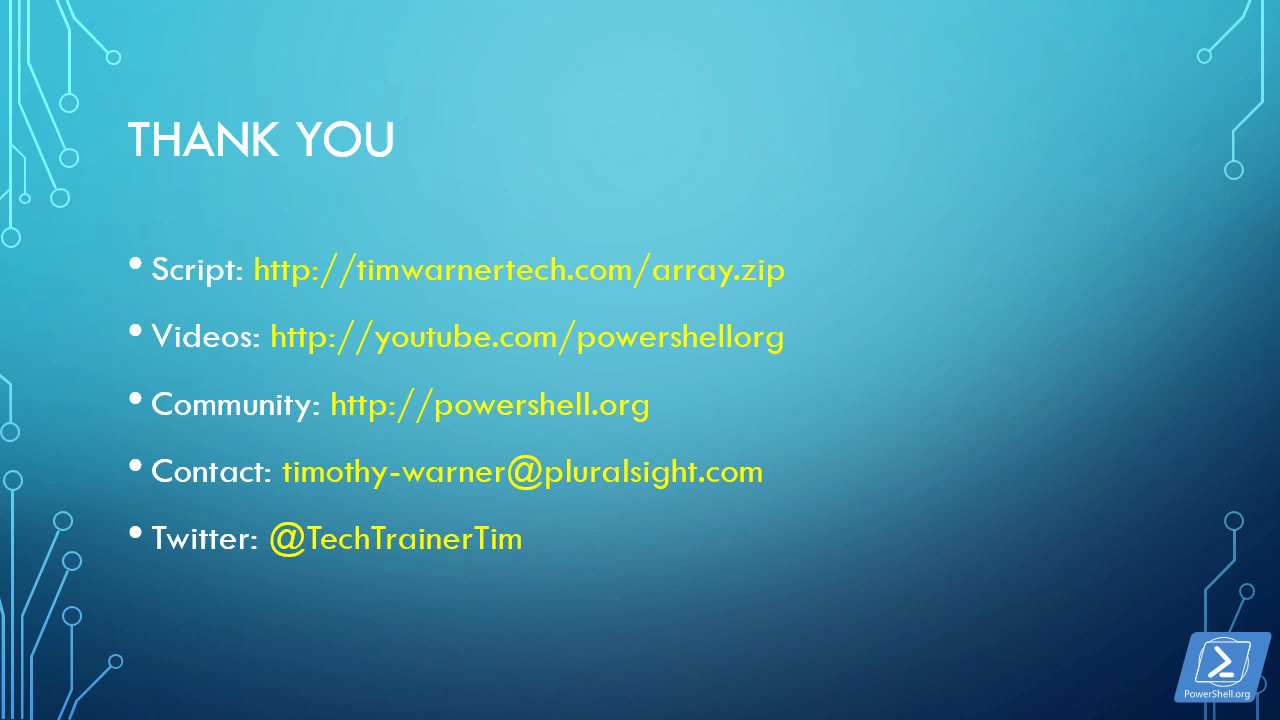 THANK YOU
• Script: http://timwarnertech.com/array.zip
• Videos: http://youtube.com/powershellorg
• Community: http://powershell.org
• Contact: timothy-warner@pluralsight.com
• Twitter: @TechTrainerTim
PowerShell.org